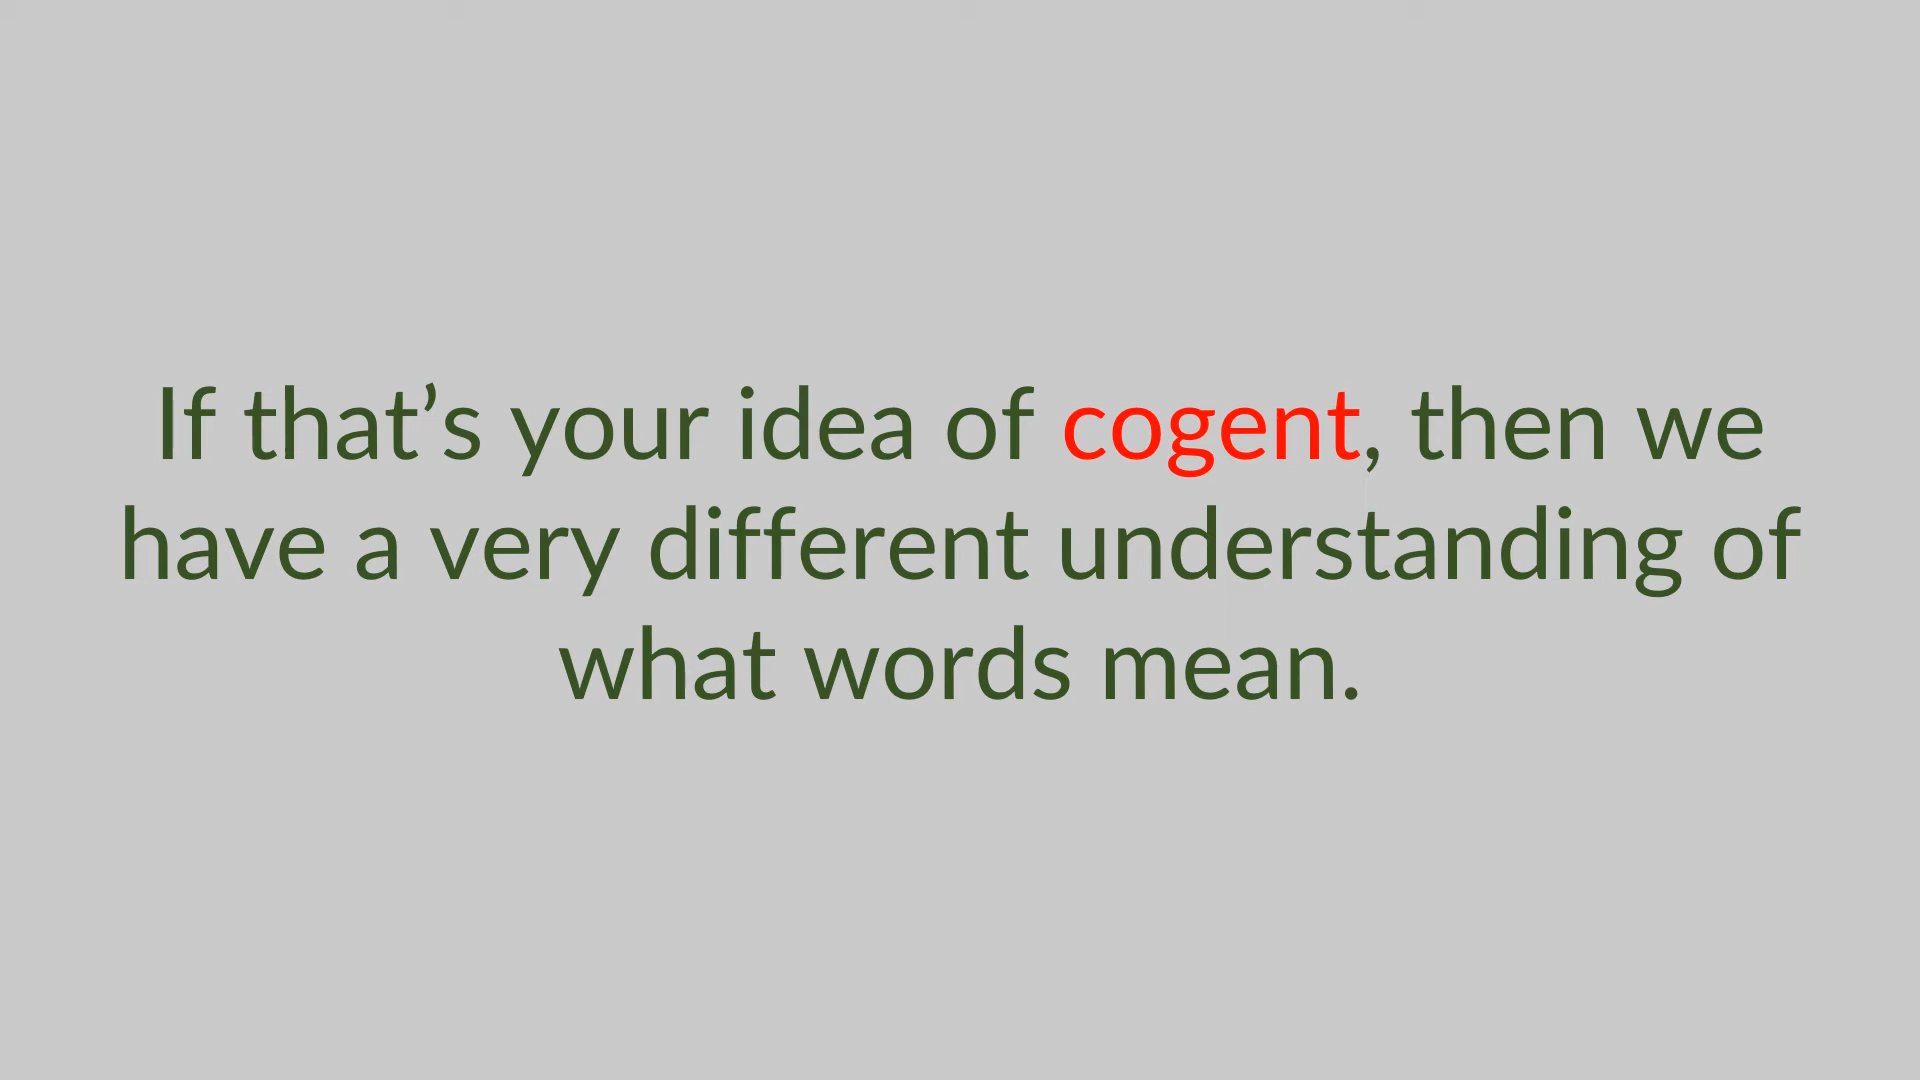 If that’s your idea of cogent, then we
have a very different understanding of
what words mean.